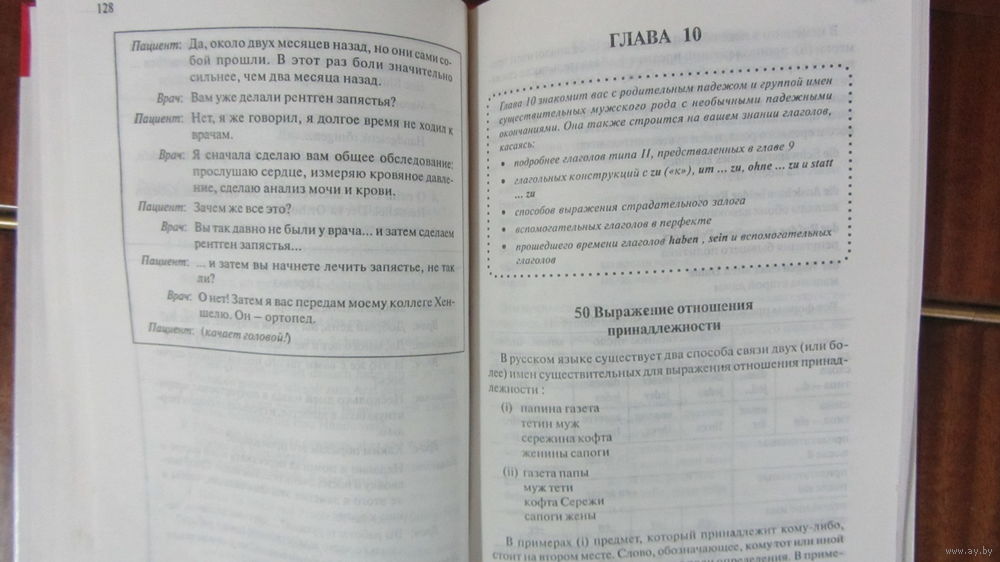 128
Пациент: Да, около двух месяцев назад, но они сами со-
бой прошли. В этот раз боли значительно
сильнее, чем два месяца назад.
Врач: Вам уже делали рентген запястья?
Пациент: Нет, я же говорил, я долгое время не ходил к
врачам.
Врач: Я сначала сделаю вам общее обследование:
прослушаю сердце, измеряю кровяное давле-
ние, сделаю анализ мочи и крови.
Пациент: Зачем же все это?
Врач: Вы так давно не были у врача... и затем сделаем
рентген запястья...
Пациент: ... и затем вы начнете лечить запястье, не так
ли?
Врач: О нет! Затем я вас передам моему коллеге Хен-
шелю. Он – ортопед.
Пациент: (качает головой!)
ГЛАВА 10
Глава 10 знакомит вас с родительным падежом и группой имен
существительных мужского рода с необычными падежными
окончаниями. Она также строится на вашем знании глаголов,
касаясь:
• подробнее глаголов типа II, представленных в главе 9
• глагольных конструкций с zu («к»), um ... zu, ohne ... zu и statt
... zu
• способов выражения страдательного залога
• вспомогательных глаголов в перфекте
• прошедшего времени глаголов haben , sein и вспомогательных
глаголов
50 Выражение отношения
принадлежности
В русском языке существует два способа связи двух (или бо-
лее) имен существительных для выражения отношения принад-
лежности :
(i) папина газета
тетин муж
сережина кофта
женины сапоги
(ii) газета папы
муж тети
кофта Сережи
сапоги жены
В примерах (i) предмет, который принадлежит кому-либо,
стоит на втором месте. Слово, обозначающее, кому тот или иной
определения. В приме-
www.ay.by